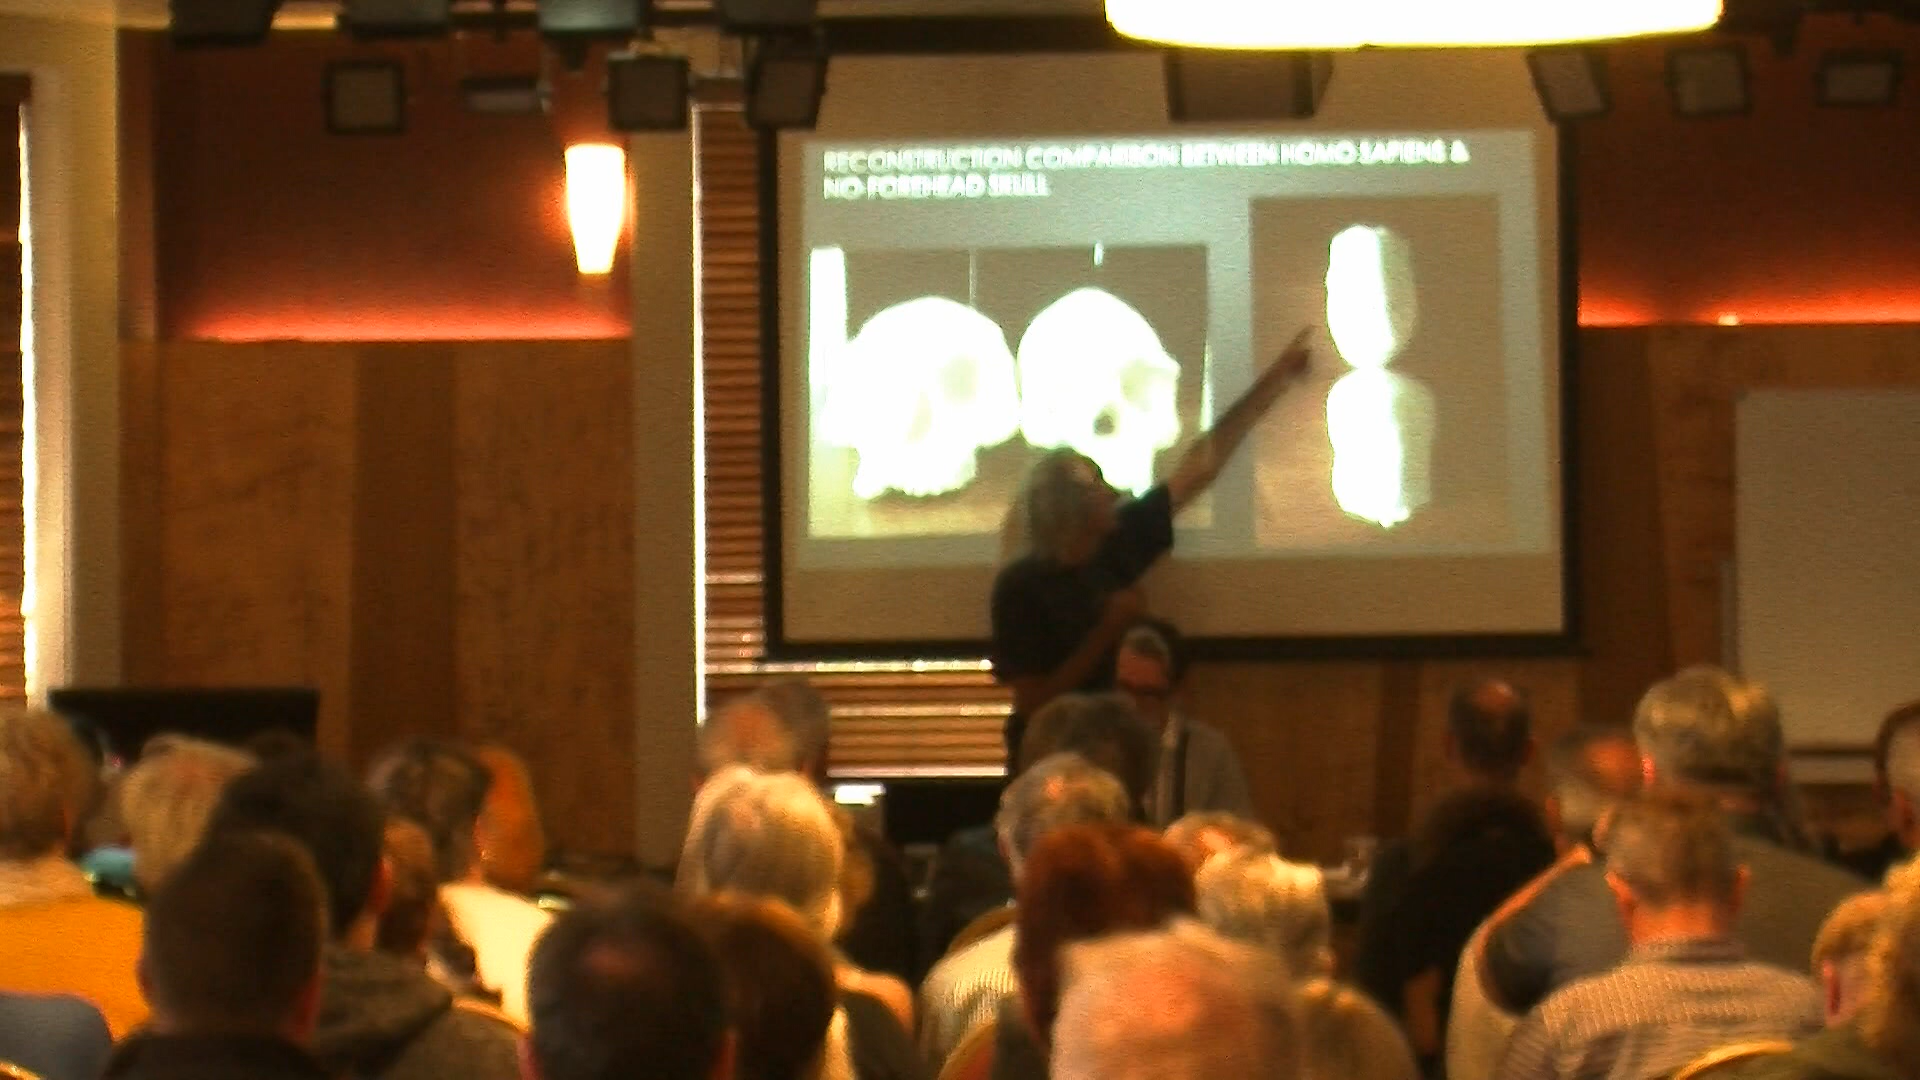 RECONSTRUCTION COMPARISON BETWEEN HOMO SAPIENS &
NO FOREHEAD SKULL